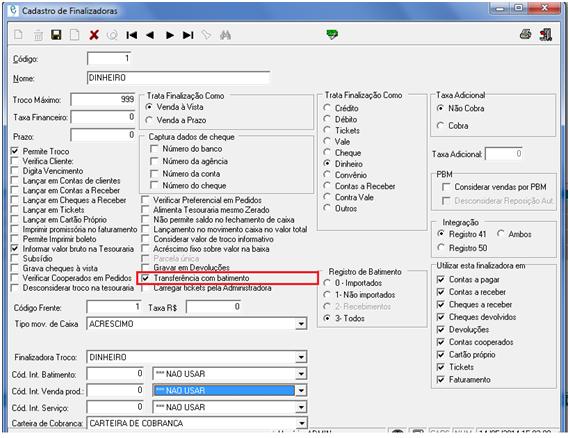 Cadastro de Finalizadoras
Código: 1
Nome: DINHEIRO
Troco Máximo: 999
Taxa Financeiro: 0
Prazo: 0
Permite Troco
Verifica Cliente:
Digita Vencimento
Lançar em Contas de clientes
Lançar em Contas a Receber
Lançar em Cheques a Receber
Lançar em Tickets
Lançar em Cartão Próprio
Imprimir promissória no faturamento
Permite Imprimir boleto
Informar valor bruto na Tesouraria
Subsídio
Grava cheques à vista
Verificar Cooperados em Pedidos
Desconsiderar troco na tesouraria
Trata Finalização Como
Venda à Vista
Venda a Prazo
Captura dados de cheque
Número do banco
Número da agência
Número da conta
Número do cheque
Verificar Preferencial em Pedidos
Alimenta Tesouraria mesmo Zerado
Não permite saldo no fechamento de caixa
Lançamento no movimento caixa no valor total
Considerar valor de troco informativo
Acréscimo fixo sobre valor na baixa
Parcela única
Gravar em Devoluções
Transferência com batimento
Carregar tickets pela Administradora
Trata Finalização Como
Crédito
Débito
Tickets
Vale
Cheque
Dinheiro
Convênio
Contas a Receber
Contra Vale
Outros
Registro de Batimento
0 - Importados
1- Não importados
2- Recebimentos
3- Todos
Taxa Adicional
Não Cobra
Cobra
Taxa Adicional: 0
PBM
Considerar vendas por PBM
Desconsiderar Reposição Aut.
Integração
Registro 41 Ambos
Registro 50
Utilizar esta finalizadora em
Contas a pagar
Contas a receber
Cheques a receber
Cheques devolvidos
Devoluções
Contas cooperados
Cartão próprio
Tickets
Faturamento
Código Frente: 1 Taxa R$ 0
Tipo mov. de Caixa ACRESCIMO
Finalizadora Troco: DINHEIRO
Cód. Int. Batimento: 0 *** NAO USAR
Cód. Int. Venda prod.: 0 *** NAO USAR
Cód. Int. Serviço: 0 *** NAO USAR
Carteira de Cobranca: CARTEIRA DE COBRANCA